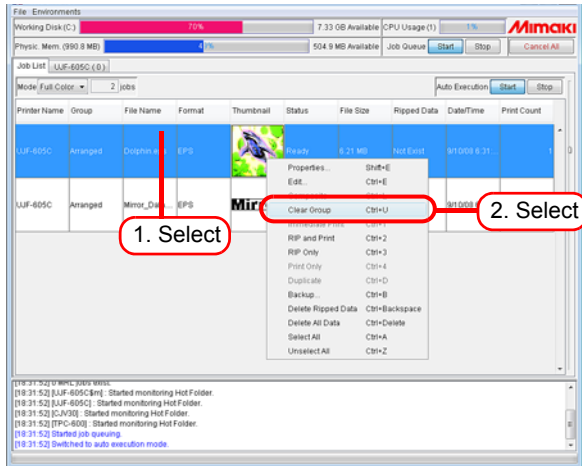 File Environments
Working Disk (C:) 70% 7.33 GB Available CPU Usage (1) 1% Mimaki
Physic. Mem. (990.8 MB) 504.9 MB Available Job Queue Start Stop Cancel All
Job List UJF-605C ( 0 )
Mode Full Color 2 jobs Auto Execution Start Stop
Printer Name Group File Name Format Thumbnail Status File Size Ripped Data Date/Time Print Count
UJF-605C Arranged Dolphin.eps EPS Ready 6.21 MB Not Exist 9/10/08 6:31... 1
Properties... Shift+E
Edit... Ctrl+E
UJF-605C Arranged Mirror_Data... EPS Mirr 9/10/08
Clear Group Ctrl+U
2. Select
1. Select
RIP and Print Ctrl+2
RIP Only Ctrl+3
Print Only Ctrl+4
Duplicate Ctrl+D
Backup... Ctrl+B
Delete Ripped Data Ctrl+Backspace
Delete All Data Ctrl+Delete
Select All Ctrl+A
Unselect All Ctrl+Z
[18:31:52] [UJF-605C$m] : Started monitoring Hot Folder.
[18:31:52] [UJF-605C] : Started monitoring Hot Folder.
[18:31:52] [CJV30] : Started monitoring Hot Folder.
[18:31:52] [TPC-600] : Started monitoring Hot Folder.
[18:31:52] Started job queuing.
[18:31:52] Switched to auto execution mode.